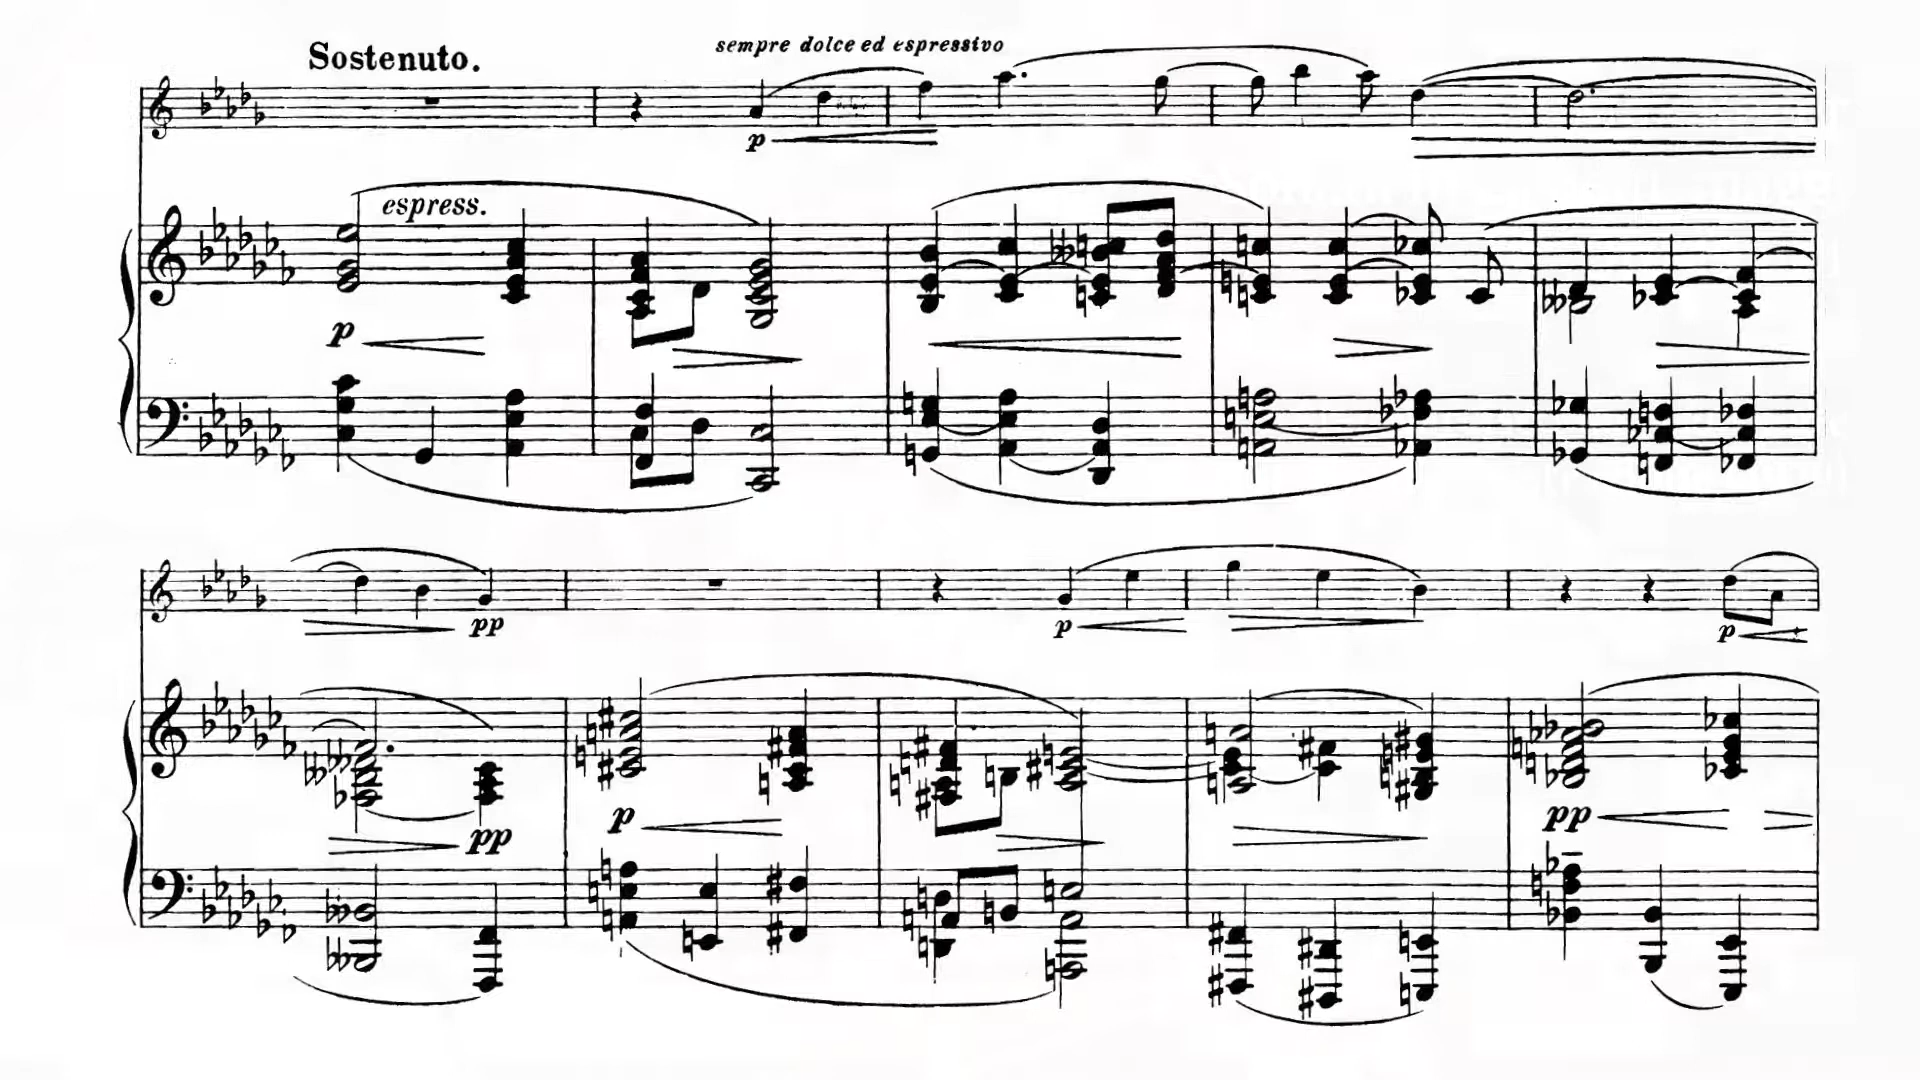 Sostenuto.
sempre dolce ed espressivo
p
espress.
p
pp
p
p
pp
p
pp